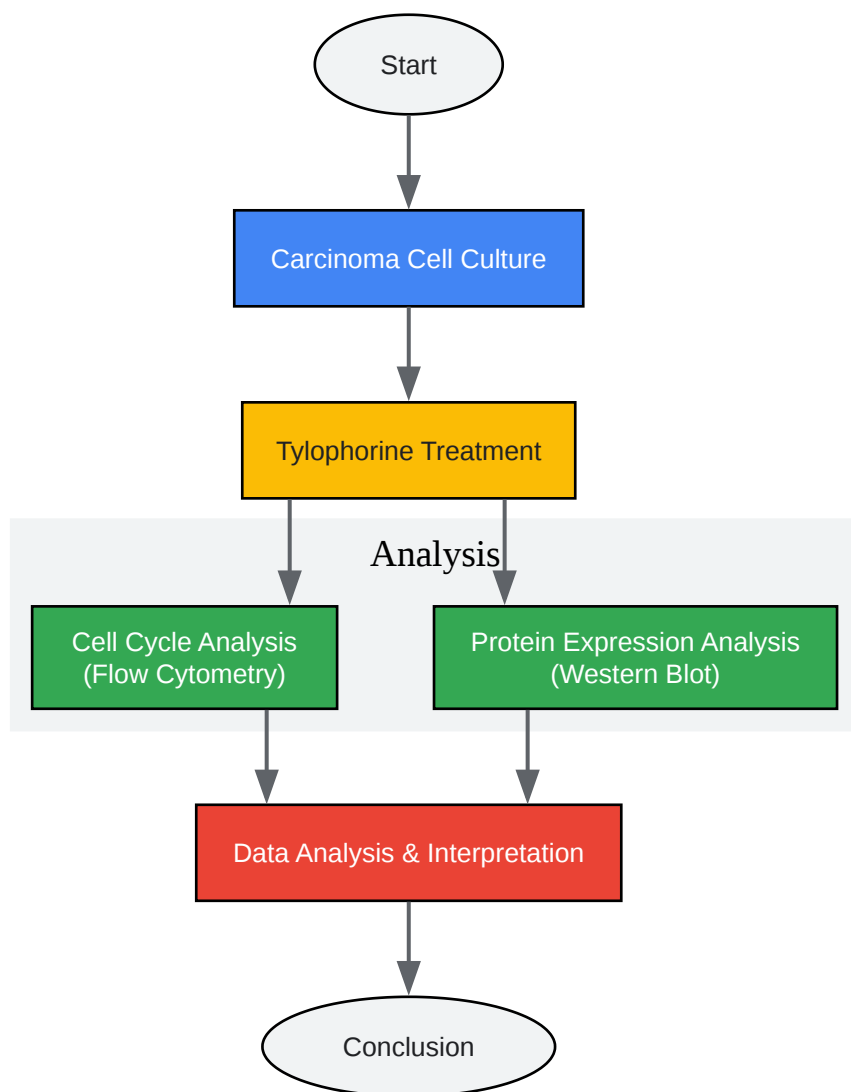 Start
Carcinoma Cell Culture
Tylophorine Treatment
Analysis
Cell Cycle Analysis
(Flow Cytometry)
Protein Expression Analysis
(Western Blot)
Data Analysis & Interpretation
Conclusion